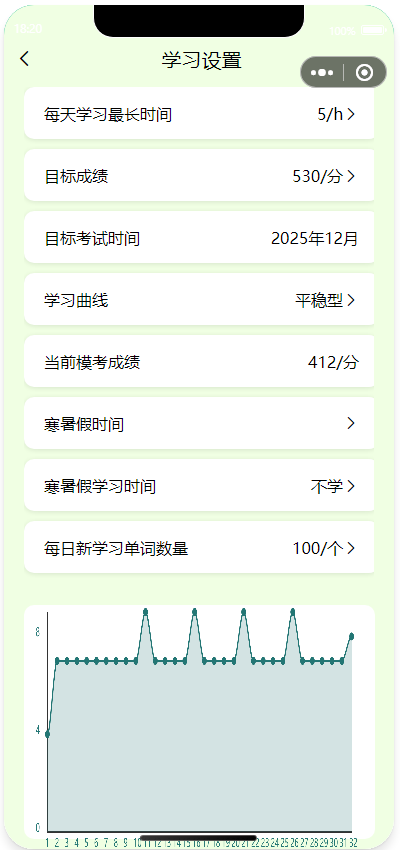 18:20 100%
学习设置
每天学习最长时间 5/h
目标成绩 530/分
目标考试时间 2025年12月
学习曲线 平稳型
当前模考成绩 412/分
寒暑假时间
寒暑假学习时间 不学
每日新学习单词数量 100/个
8
4
0
1 2 3 4 5 6 7 8 9 10 11 12 13 14 15 16 17 18 19 20 21 22 23 24 25 26 27 28 29 30 31 32